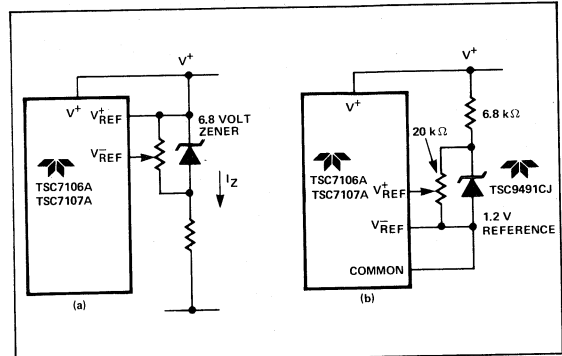 V+
V+ V+REF
6.8 VOLT
ZENER
V−REF
TSC7106A
TSC7107A
IZ
(a)
V+
V+
6.8 kΩ
20 kΩ
TSC7106A
TSC7107A
V+REF
TSC9491CJ
V−REF
1.2 V
REFERENCE
COMMON
(b)